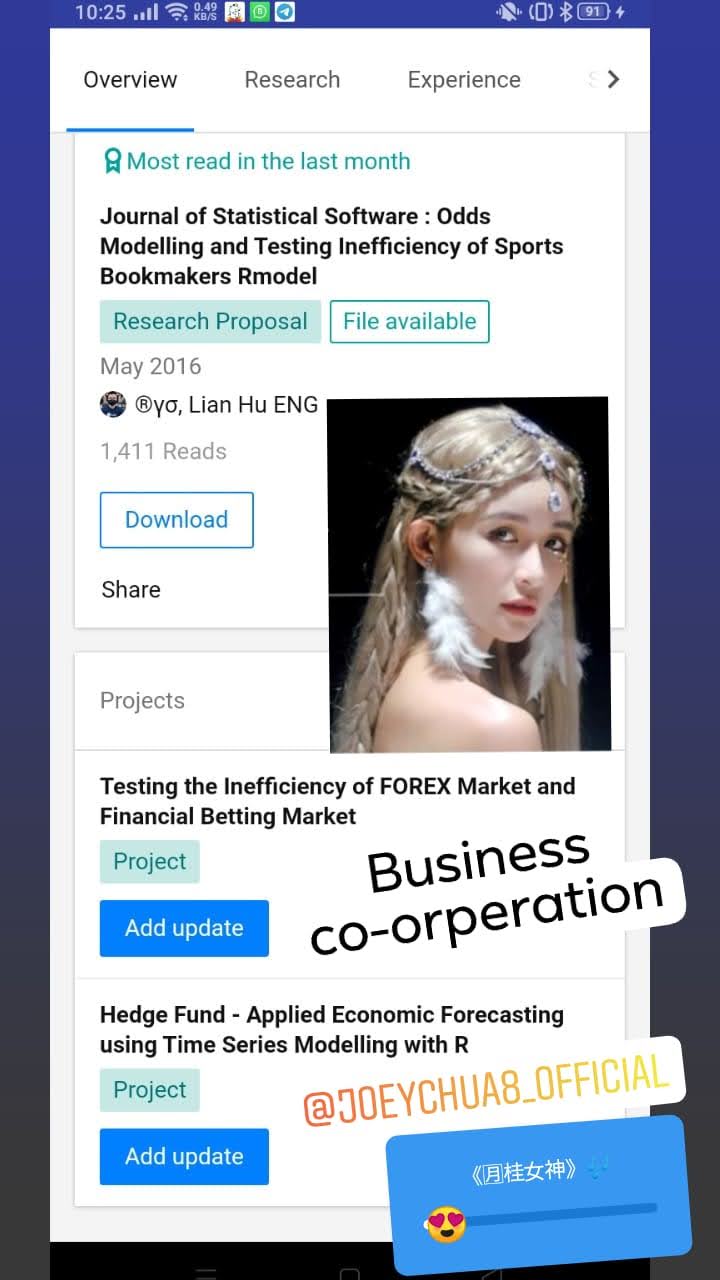 10:25 0.49 KB/S 91
Overview Research Experience S
Most read in the last month
Journal of Statistical Software : Odds
Modelling and Testing Inefficiency of Sports
Bookmakers Rmodel
Research Proposal File available
May 2016
®γσ, Lian Hu ENG
1,411 Reads
Download
Share
Projects
Testing the Inefficiency of FOREX Market and
Financial Betting Market
Project
Add update
Business
co-orperation
Hedge Fund - Applied Economic Forecasting
using Time Series Modelling with R
Project
Add update
@JOEYCHUA8_OFFICIAL
《🈷桂女神》